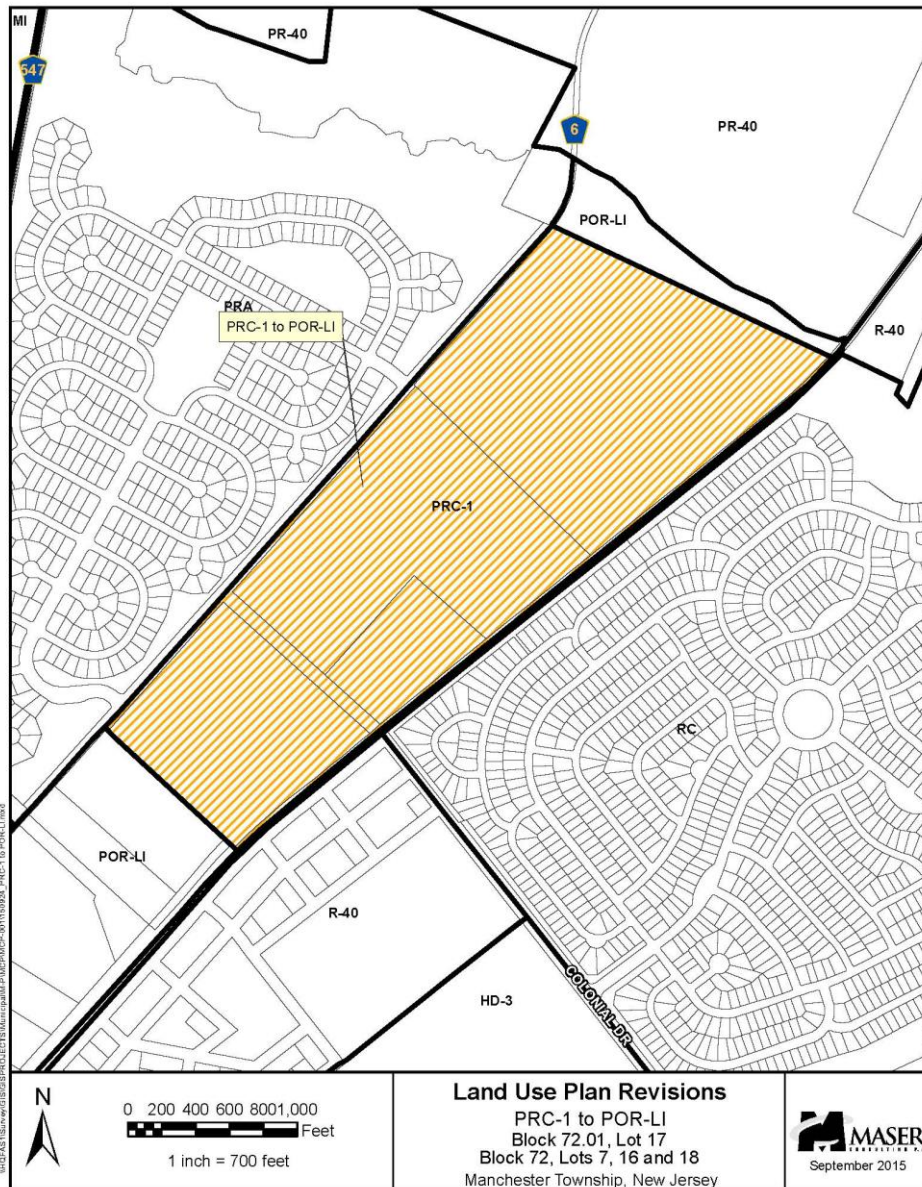 MI
PR-40
547
6
PR-40
POR-LI
R-40
PRA
PRC-1 to POR-LI
PRC-1
RC
POR-LI
R-40
HD-3
COLONIAL DR
N
0 200 400 600 8001,000
Feet
1 inch = 700 feet
Land Use Plan Revisions
PRC-1 to POR-LI
Block 72.01, Lot 17
Block 72, Lots 7, 16 and 18
Manchester Township, New Jersey
MASER
September 2015